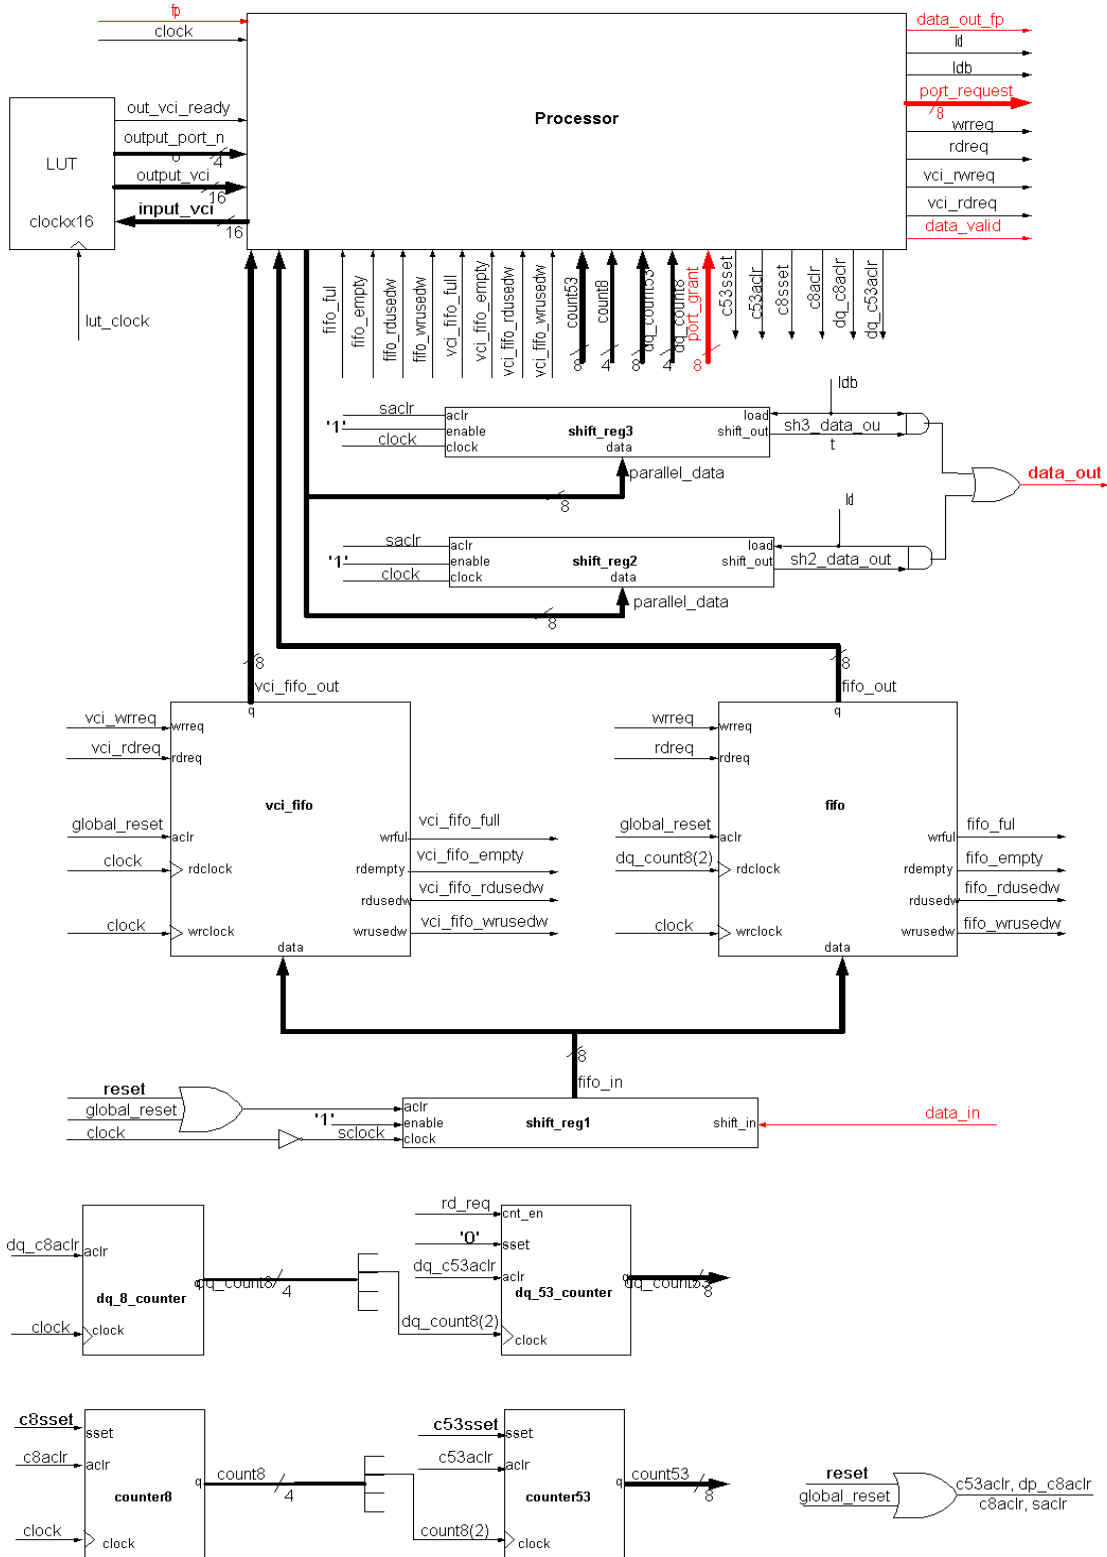 fp
clock
data_out_fp
ld
ldb
port_request
8
Processor
wrreq
rdreq
vci_rwreq
vci_rdreq
data_valid
LUT
clockx16
out_vci_ready
output_port_n
o
4
output_vci
16
input_vci
16
lut_clock
fifo_full
fifo_empty
fifo_rdusedw
fifo_wrusedw
vci_fifo_full
vci_fifo_empty
vci_fifo_rdusedw
vci_fifo_wrusedw
count53
8
count8
4
dq_count53
8
dq_count8
4
port_grant
8
c53sset
c53aclr
c8sset
c8aclr
dq_c8aclr
dq_c53aclr
ldb
saclr
'1'
clock
aclr
enable
clock
shift_reg3
data
load
shift_out
sh3_data_ou
t
parallel_data
8
data_out
ld
saclr
'1'
clock
aclr
enable
clock
shift_reg2
data
load
shift_out
sh2_data_out
parallel_data
8
8
vci_fifo_out
8
fifo_out
q
vci_wrreq
wrreq
vci_rdreq
rdreq
vci_fifo
global_reset
aclr
clock
rdclock
clock
wrclock
data
wrful
vci_fifo_full
rdempty
vci_fifo_empty
rdusedw
vci_fifo_rdusedw
wrusedw
vci_fifo_wrusedw
q
wrreq
wrreq
rdreq
rdreq
fifo
global_reset
aclr
dq_count8(2)
rdclock
clock
wrclock
data
wrful
fifo_ful
rdempty
fifo_empty
rdusedw
fifo_rdusedw
wrusedw
fifo_wrusedw
8
fifo_in
reset
global_reset
clock
'1'
sclock
aclr
enable
clock
shift_reg1
shift_in
data_in
dq_c8aclr
aclr
dq_8_counter
clock
clock
q
dq_count8
4
rd_req
cnt_en
'0'
sset
dq_c53aclr
aclr
dq_53_counter
dq_count8(2)
clock
q
dq_count53
8
c8sset
sset
c8aclr
aclr
counter8
clock
clock
q
count8
4
c53sset
sset
c53aclr
aclr
counter53
count8(2)
clock
q
count53
8
reset
global_reset
c53aclr, dp_c8aclr
c8aclr, saclr